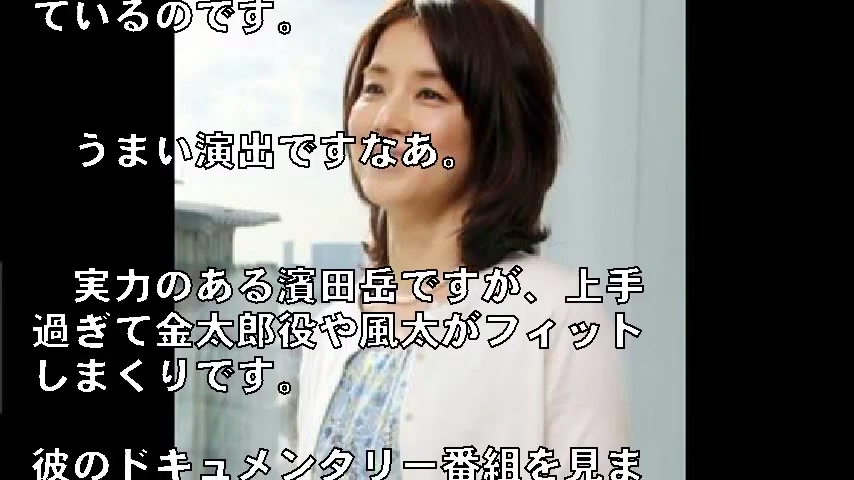 ているのです。
うまい演出ですなあ。
実力のある濱田岳ですが、上手
過ぎて金太郎役や風太がフィット
しまくりです。
彼のドキュメンタリー番組を見ま